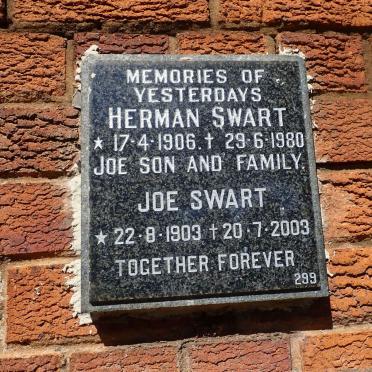 MEMORIES OF
YESTERDAYS
HERMAN SWART
★ 17·4·1906. † 29·6·1980
JOE SON AND FAMILY.
JOE SWART
★ 22·8·1903 † 20·7·2003
TOGETHER FOREVER
299